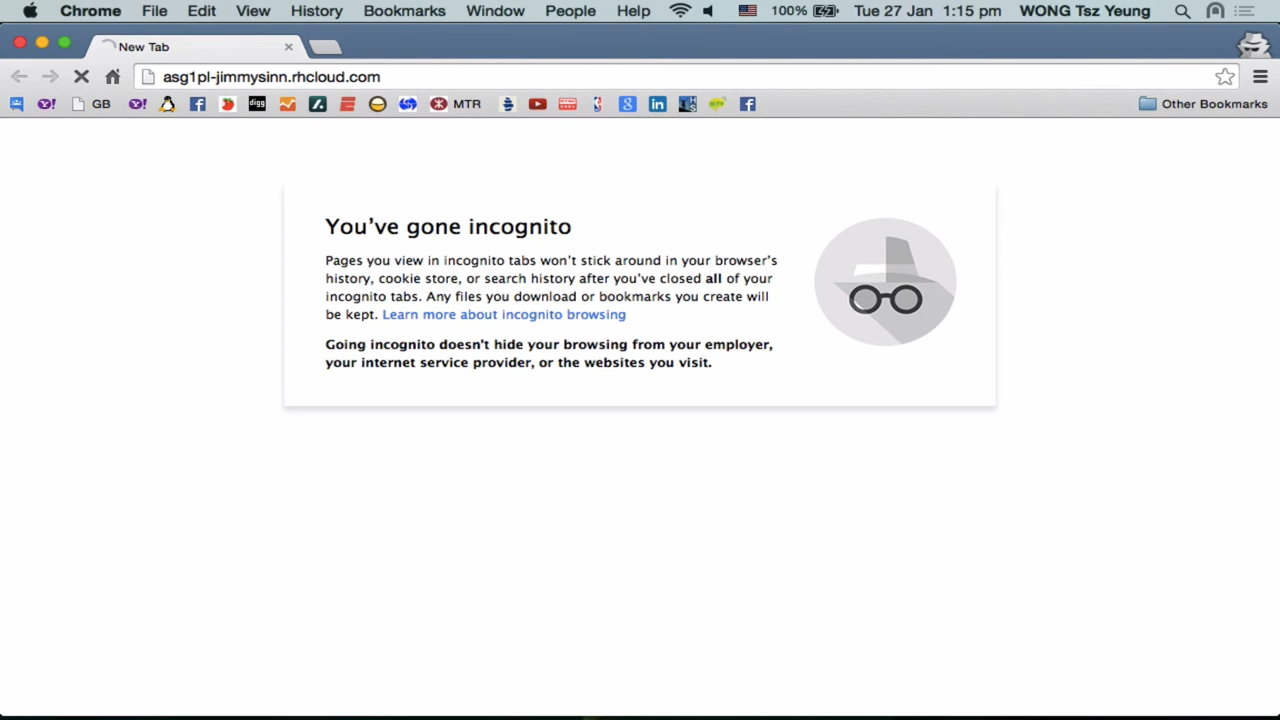 Chrome File Edit View History Bookmarks Window People Help 100% Tue 27 Jan 1:15 pm WONG Tsz Yeung
New Tab
asg1pl-jimmysinn.rhcloud.com
Y! GB Y! digg MTR Other Bookmarks
You’ve gone incognito
Pages you view in incognito tabs won’t stick around in your browser’s
history, cookie store, or search history after you’ve closed all of your
incognito tabs. Any files you download or bookmarks you create will
be kept. Learn more about incognito browsing
Going incognito doesn't hide your browsing from your employer,
your internet service provider, or the websites you visit.